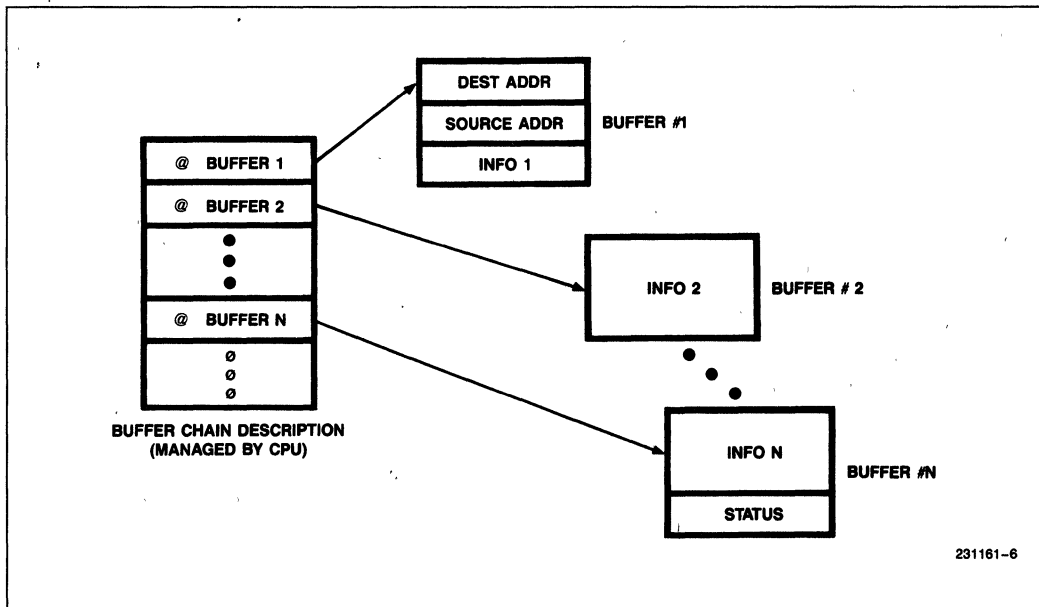 DEST ADDR
SOURCE ADDR
INFO 1
BUFFER #1
@ BUFFER 1
@ BUFFER 2
@ BUFFER N
Ø
Ø
Ø
BUFFER CHAIN DESCRIPTION
(MANAGED BY CPU)
INFO 2
BUFFER # 2
INFO N
STATUS
BUFFER #N
231161-6